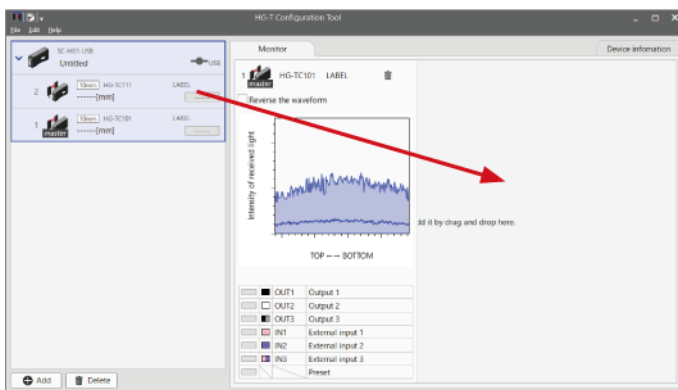 HG-T Configuration Tool
File Edit Help
SC-HG1-USB
Untitled
USB
2 10mm HG-TC111 LABEL
------[mm]
1 10mm HG-TC101 LABEL
------[mm]
master
Add
Delete
Monitor
Device infomation
1 HG-TC101 LABEL
master
Reverse the waveform
Intensity of received light
TOP ←→ BOTTOM
dd it by drag and drop here.
OUT1 Output 1
OUT2 Output 2
OUT3 Output 3
IN1 External input 1
IN2 External input 2
IN3 External input 3
Preset